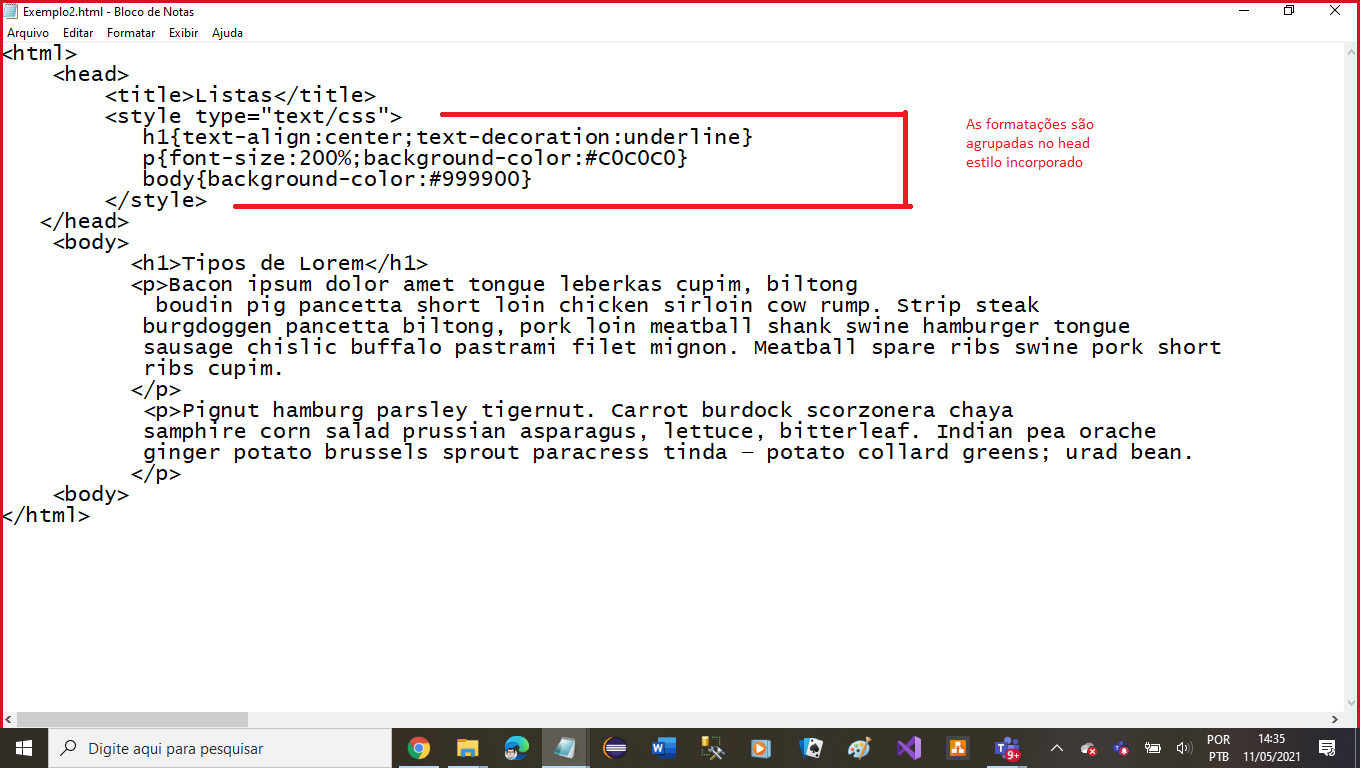 Exemplo2.html - Bloco de Notas
Arquivo Editar Formatar Exibir Ajuda
<html>
<head>
<title>Listas</title>
<style type="text/css">
h1{text-align:center;text-decoration:underline}
p{font-size:200%;background-color:#C0C0C0}
body{background-color:#999900}
</style>
</head>
<body>
<h1>Tipos de Lorem</h1>
<p>Bacon ipsum dolor amet tongue leberkas cupim, biltong
boudin pig pancetta short loin chicken sirloin cow rump. Strip steak
burgdoggen pancetta biltong, pork loin meatball shank swine hamburger tongue
sausage chislic buffalo pastrami filet mignon. Meatball spare ribs swine pork short
ribs cupim.
</p>
<p>Pignut hamburg parsley tigernut. Carrot burdock scorzonera chaya
samphire corn salad prussian asparagus, lettuce, bitterleaf. Indian pea orache
ginger potato brussels sprout paracress tinda – potato collard greens; urad bean.
</p>
<body>
</html>
As formatações são
agrupadas no head
estilo incorporado
Digite aqui para pesquisar
9+
POR
PTB
14:35
11/05/2021